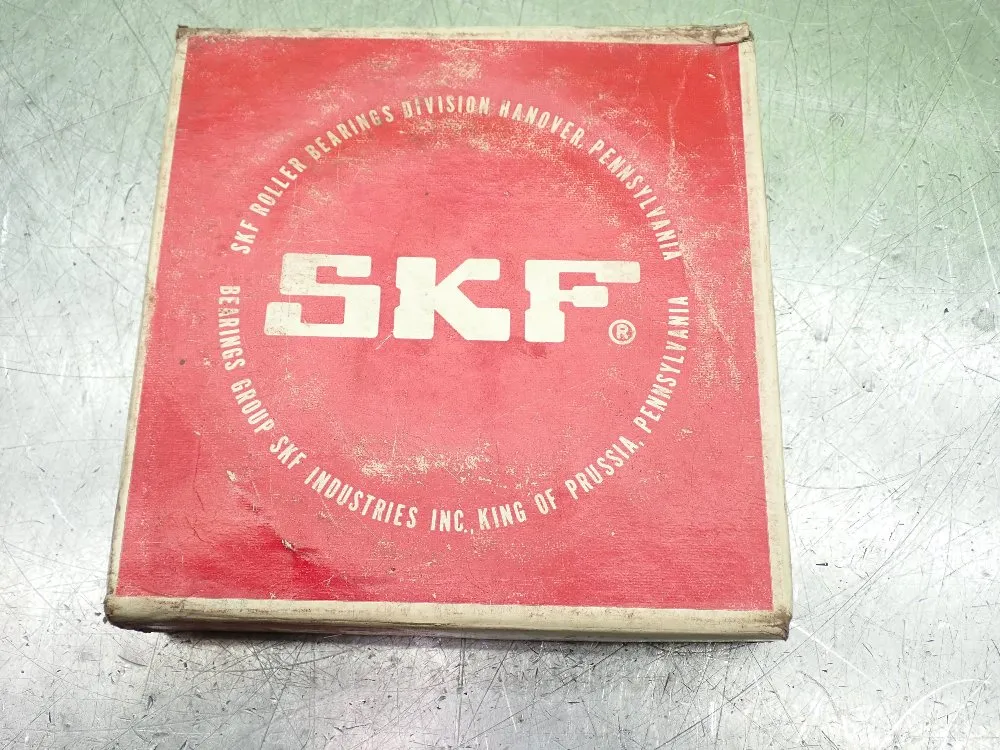 SKF ROLLER BEARINGS DIVISION HANOVER, PENNSYLVANIA
SKF®
BEARINGS GROUP SKF INDUSTRIES INC., KING OF PRUSSIA, PENNSYLVANIA